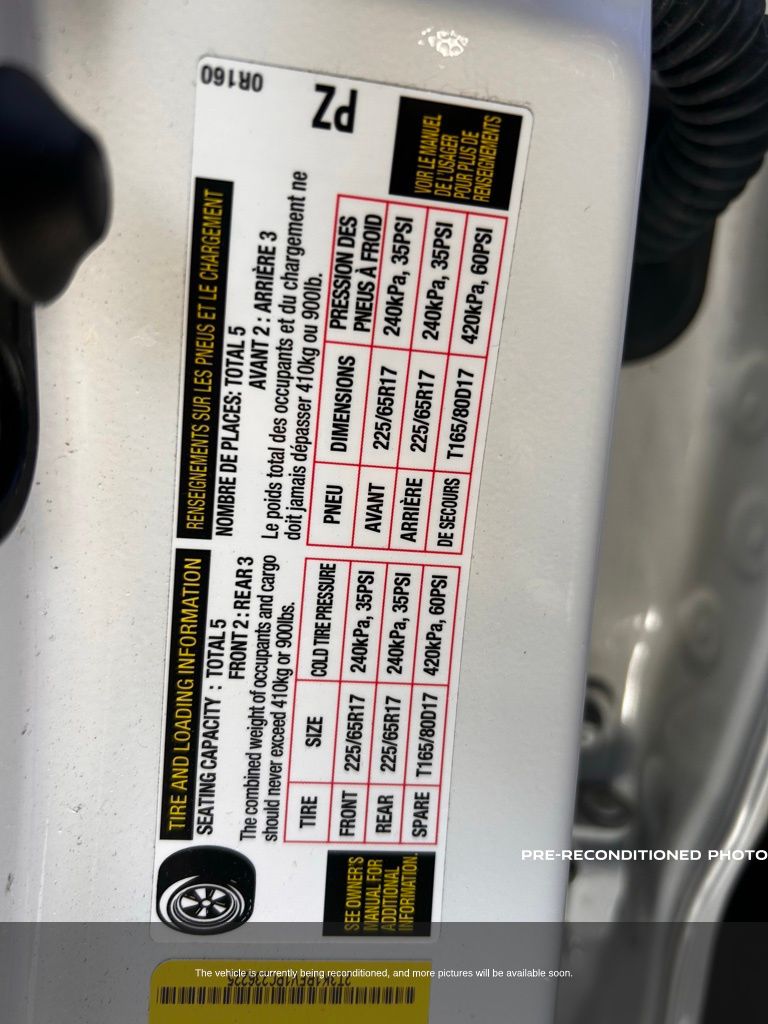 TIRE AND LOADING INFORMATION
SEATING CAPACITY : TOTAL 5
FRONT 2 : REAR 3
The combined weight of occupants and cargo
should never exceed 410kg or 900lbs.
TIRE SIZE COLD TIRE PRESSURE
FRONT 225/65R17 240kPa, 35PSI
REAR 225/65R17 240kPa, 35PSI
SPARE T165/80D17 420kPa, 60PSI
SEE OWNER'S
MANUAL FOR
ADDITIONAL
INFORMATION.
RENSEIGNEMENTS SUR LES PNEUS ET LE CHARGEMENT
NOMBRE DE PLACES: TOTAL 5
AVANT 2 : ARRIÈRE 3
Le poids total des occupants et du chargement ne
doit jamais dépasser 410kg ou 900lb.
PNEU DIMENSIONS PRESSION DES
PNEUS À FROID
AVANT 225/65R17 240kPa, 35PSI
ARRIÈRE 225/65R17 240kPa, 35PSI
DE SECOURS T165/80D17 420kPa, 60PSI
VOIR LE MANUEL
DE L'USAGER
POUR PLUS DE
RENSEIGNEMENTS
0R160
PZ
PRE-RECONDITIONED PHOTO
The vehicle is currently being reconditioned, and more pictures will be available soon.